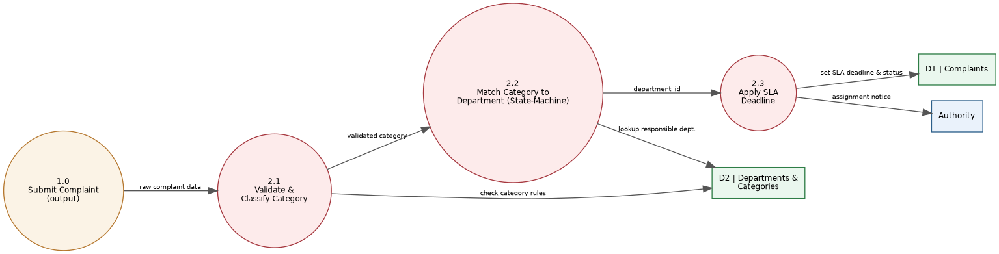 1.0
Submit Complaint
(output)
raw complaint data
2.1
Validate &
Classify Category
validated category
check category rules
2.2
Match Category to
Department (State-Machine)
department_id
lookup responsible dept.
2.3
Apply SLA
Deadline
set SLA deadline & status
assignment notice
D1 | Complaints
Authority
D2 | Departments &
Categories